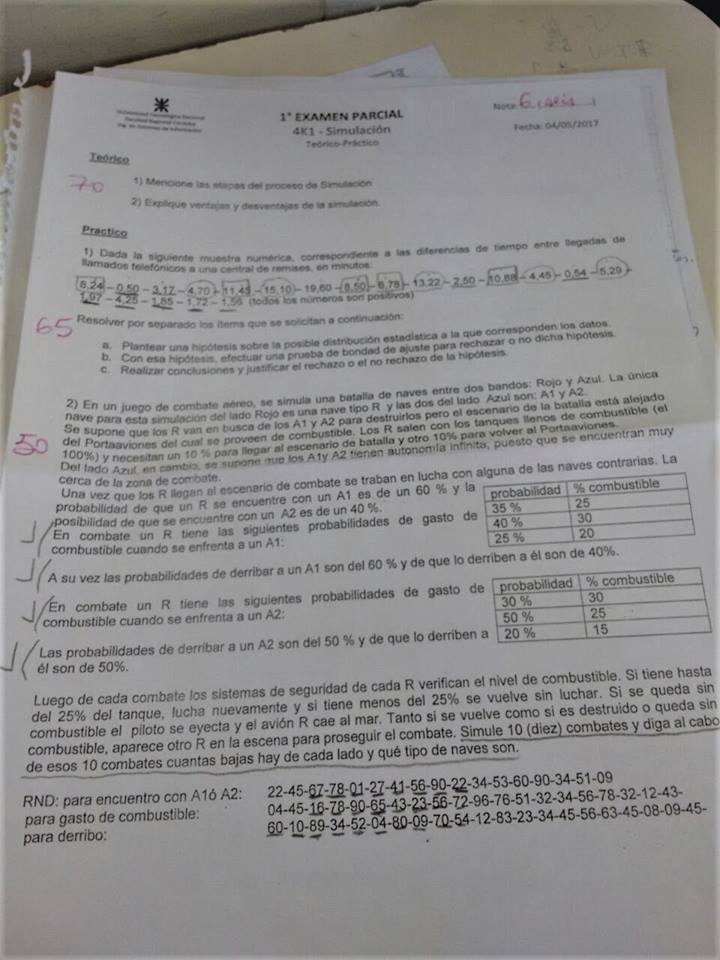 Universidad Tecnológica Nacional
Facultad Regional Córdoba
Ing. en Sistemas de Información
1° EXAMEN PARCIAL
4K1 - Simulación
Teórico-Práctico
Nota: 6 (seis)
Fecha: 04/05/2017
Teórico
70
1) Mencione las etapas del proceso de Simulación
2) Explique ventajas y desventajas de la simulación.
Practico
1) Dada la siguiente muestra numérica, correspondiente a las diferencias de tiempo entre llegadas de
llamados telefónicos a una central de remises, en minutos:
8,24 – 0,50 – 3,17 – 4,70 – 11,43 – 15,10 – 19,60 – 8,50 – 6,78 – 13,22 – 2,50 – 10,88 – 4,45 – 0,54 – 5,29 –
1,97 – 4,25 – 1,85 – 1,72 – 1,56 (todos los números son positivos)
65
Resolver por separado los ítems que se solicitan a continuación:
a. Plantear una hipótesis sobre la posible distribución estadística a la que corresponden los datos.
b. Con esa hipótesis, efectuar una prueba de bondad de ajuste para rechazar o no dicha hipótesis.
c. Realizar conclusiones y justificar el rechazo o el no rechazo de la hipótesis.
50
2) En un juego de combate aéreo, se simula una batalla de naves entre dos bandos: Rojo y Azul. La única
nave para esta simulación del lado Rojo es una nave tipo R y las dos del lado Azul son: A1 y A2.
Se supone que los R van en busca de los A1 y A2 para destruirlos pero el escenario de la batalla está alejado
del Portaaviones del cual se proveen de combustible. Los R salen con los tanques llenos de combustible (el
100%) y necesitan un 10 % para llegar al escenario de batalla y otro 10% para volver al Portaaviones.
Del lado Azul, en cambio, se supone que los A1y A2 tienen autonomía infinita, puesto que se encuentran muy
cerca de la zona de combate.
Una vez que los R llegan al escenario de combate se traban en lucha con alguna de las naves contrarias. La
probabilidad de que un R se encuentre con un A1 es de un 60 % y la
posibilidad de que se encuentre con un A2 es de un 40 %.
En combate un R tiene las siguientes probabilidades de gasto de
combustible cuando se enfrenta a un A1:
probabilidad % combustible
35 % 25
40 % 30
25 % 20
A su vez las probabilidades de derribar a un A1 son del 60 % y de que lo derriben a él son de 40%.
En combate un R tiene las siguientes probabilidades de gasto de
combustible cuando se enfrenta a un A2:
probabilidad % combustible
30 % 30
50 % 25
20 % 15
Las probabilidades de derribar a un A2 son del 50 % y de que lo derriben a
él son de 50%.
Luego de cada combate los sistemas de seguridad de cada R verifican el nivel de combustible. Si tiene hasta
del 25% del tanque, lucha nuevamente y si tiene menos del 25% se vuelve sin luchar. Si se queda sin
combustible el piloto se eyecta y el avión R cae al mar. Tanto si se vuelve como si es destruido o queda sin
combustible, aparece otro R en la escena para proseguir el combate. Simule 10 (diez) combates y diga al cabo
de esos 10 combates cuantas bajas hay de cada lado y qué tipo de naves son.
RND: para encuentro con A1ó A2: 22-45-67-78-01-27-41-56-90-22-34-53-60-90-34-51-09
para gasto de combustible: 04-45-16-78-90-65-43-23-56-72-96-76-51-32-34-56-78-32-12-43-
para derribo: 60-10-89-34-52-04-80-09-70-54-12-83-23-34-45-56-63-45-08-09-45-